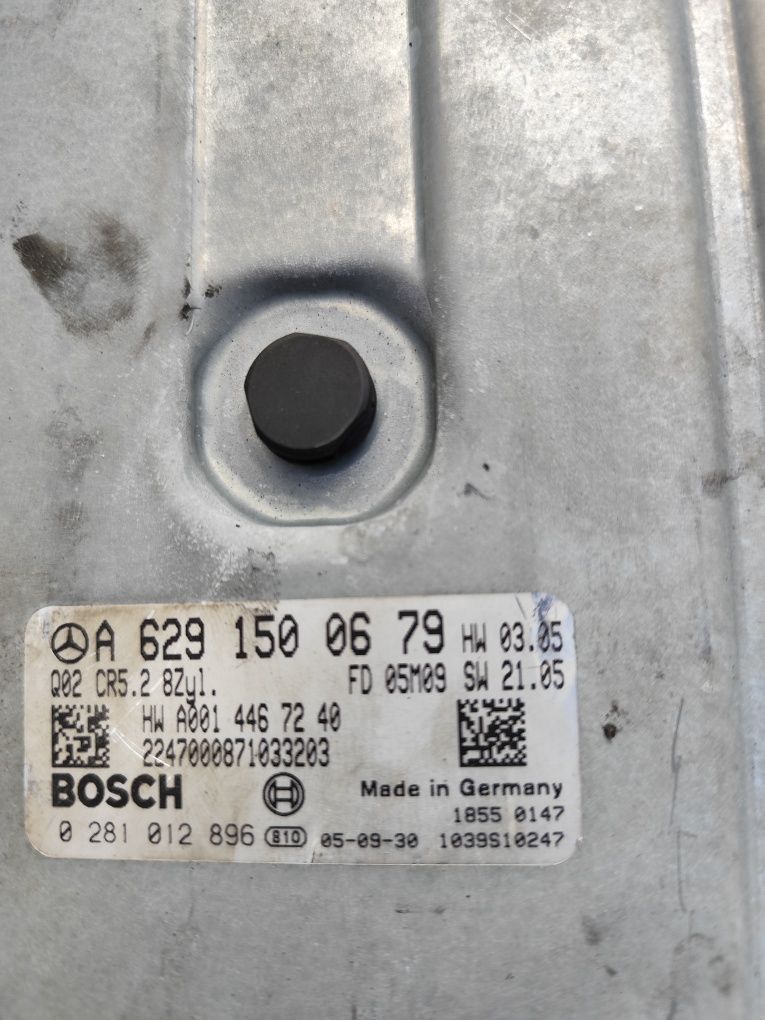 A 629 150 06 79 HW 03.05
Q02 CR5.2 8Zyl. FD 05M09 SW 21.05
HW A001 446 72 40
2247000871033203
BOSCH Made in Germany
1855 0147
0 281 012 896 810 05-09-30 1039S10247